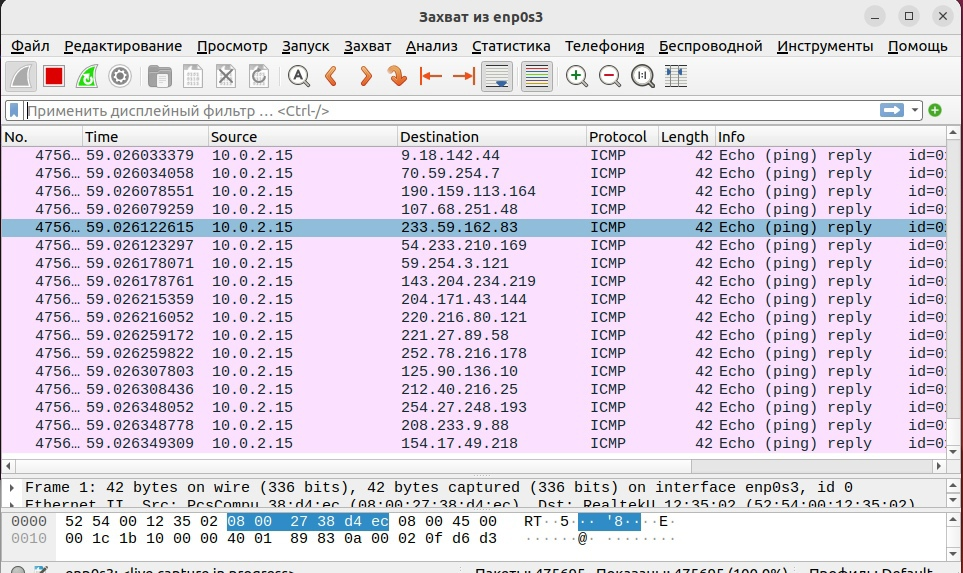 Захват из enp0s3
Файл Редактирование Просмотр Запуск Захват Анализ Статистика Телефония Беспроводной Инструменты Помощь
Применить дисплейный фильтр … <Ctrl-/>
No. Time Source Destination Protocol Length Info
4756… 59.026033379 10.0.2.15 9.18.142.44 ICMP 42 Echo (ping) reply id=0
4756… 59.026034058 10.0.2.15 70.59.254.7 ICMP 42 Echo (ping) reply id=0
4756… 59.026078551 10.0.2.15 190.159.113.164 ICMP 42 Echo (ping) reply id=0
4756… 59.026079259 10.0.2.15 107.68.251.48 ICMP 42 Echo (ping) reply id=0
4756… 59.026122615 10.0.2.15 233.59.162.83 ICMP 42 Echo (ping) reply id=0
4756… 59.026123297 10.0.2.15 54.233.210.169 ICMP 42 Echo (ping) reply id=0
4756… 59.026178071 10.0.2.15 59.254.3.121 ICMP 42 Echo (ping) reply id=0
4756… 59.026178761 10.0.2.15 143.204.234.219 ICMP 42 Echo (ping) reply id=0
4756… 59.026215359 10.0.2.15 204.171.43.144 ICMP 42 Echo (ping) reply id=0
4756… 59.026216052 10.0.2.15 220.216.80.121 ICMP 42 Echo (ping) reply id=0
4756… 59.026259172 10.0.2.15 221.27.89.58 ICMP 42 Echo (ping) reply id=0
4756… 59.026259822 10.0.2.15 252.78.216.178 ICMP 42 Echo (ping) reply id=0
4756… 59.026307803 10.0.2.15 125.90.136.10 ICMP 42 Echo (ping) reply id=0
4756… 59.026308436 10.0.2.15 212.40.216.25 ICMP 42 Echo (ping) reply id=0
4756… 59.026348052 10.0.2.15 254.27.248.193 ICMP 42 Echo (ping) reply id=0
4756… 59.026348778 10.0.2.15 208.233.9.88 ICMP 42 Echo (ping) reply id=0
4756… 59.026349309 10.0.2.15 154.17.49.218 ICMP 42 Echo (ping) reply id=0
Frame 1: 42 bytes on wire (336 bits), 42 bytes captured (336 bits) on interface enp0s3, id 0
Ethernet II, Src: PcsCompu_38:d4:ec (08:00:27:38:d4:ec), Dst: RealtekU_12:35:02 (52:54:00:12:35:02)
0000 52 54 00 12 35 02 08 00 27 38 d4 ec 08 00 45 00 RT··5··· '8····E·
0010 00 1c 1b 10 00 00 40 01 89 83 0a 00 02 0f d6 d3 ······@· ········
enp0s3: <live capture in progress> Пакеты: 475695 · Показаны: 475695 (100.0%) Профиль: Default